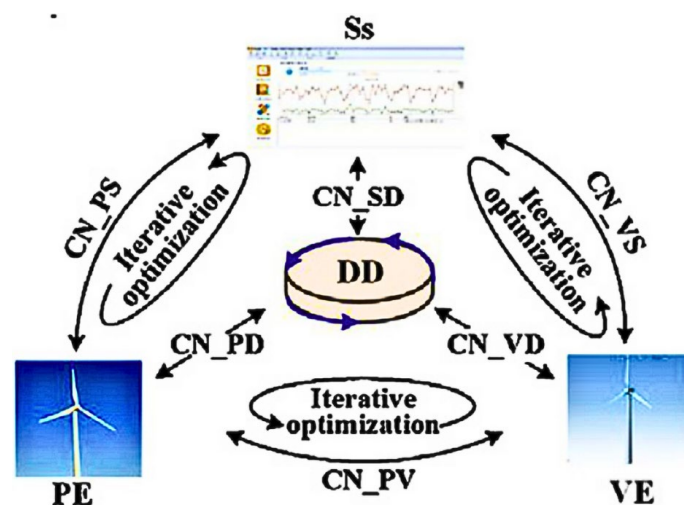 Ss
CN_PS
Iterative
optimization
CN_SD
Iterative
optimization
CN_VS
DD
CN_PD
CN_VD
Iterative
optimization
PE
CN_PV
VE